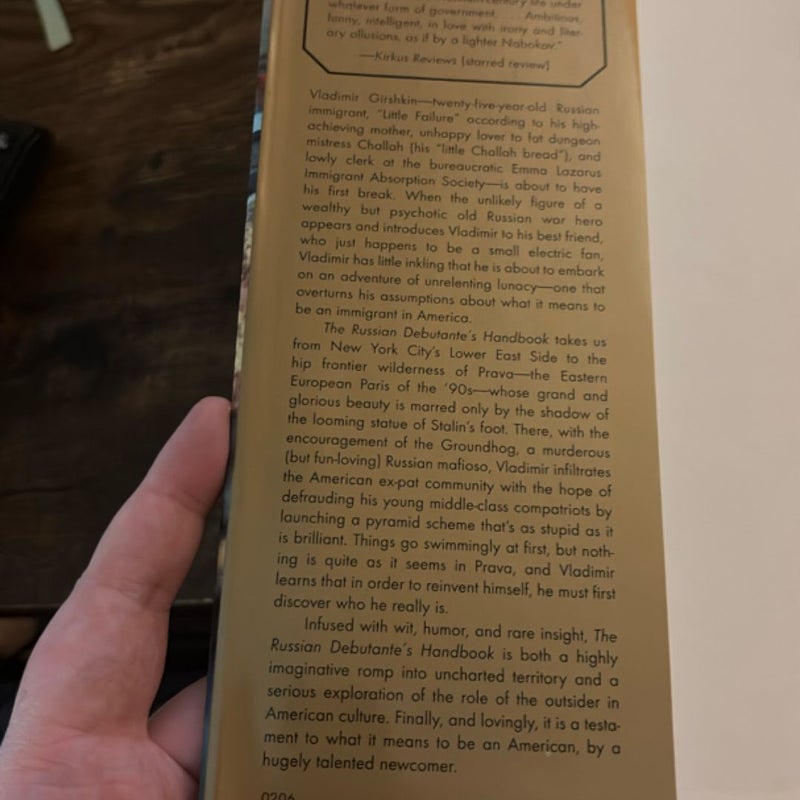 century life under
whatever form of government. . . . Ambitious,
funny, intelligent, in love with irony and liter-
ary allusions, as if by a lighter Nabokov."
—Kirkus Reviews (starred review)
Vladimir Girshkin—twenty-five-year-old Russian
immigrant, "Little Failure" according to his high-
achieving mother, unhappy lover to fat dungeon
mistress Challah (his "little Challah bread"), and
lowly clerk at the bureaucratic Emma Lazarus
Immigrant Absorption Society—is about to have
his first break. When the unlikely figure of a
wealthy but psychotic old Russian war hero
appears and introduces Vladimir to his best friend,
who just happens to be a small electric fan,
Vladimir has little inkling that he is about to embark
on an adventure of unrelenting lunacy—one that
overturns his assumptions about what it means to
be an immigrant in America.
The Russian Debutante's Handbook takes us
from New York City's Lower East Side to the
hip frontier wilderness of Prava—the Eastern
European Paris of the '90s—whose grand and
glorious beauty is marred only by the shadow of
the looming statue of Stalin's foot. There, with the
encouragement of the Groundhog, a murderous
(but fun-loving) Russian mafioso, Vladimir infiltrates
the American ex-pat community with the hope of
defrauding his young middle-class compatriots by
launching a pyramid scheme that's as stupid as it
is brilliant. Things go swimmingly at first, but noth-
ing is quite as it seems in Prava, and Vladimir
learns that in order to reinvent himself, he must first
discover who he really is.
Infused with wit, humor, and rare insight, The
Russian Debutante's Handbook is both a highly
imaginative romp into uncharted territory and a
serious exploration of the role of the outsider in
American culture. Finally, and lovingly, it is a testa-
ment to what it means to be an American, by a
hugely talented newcomer.
0206